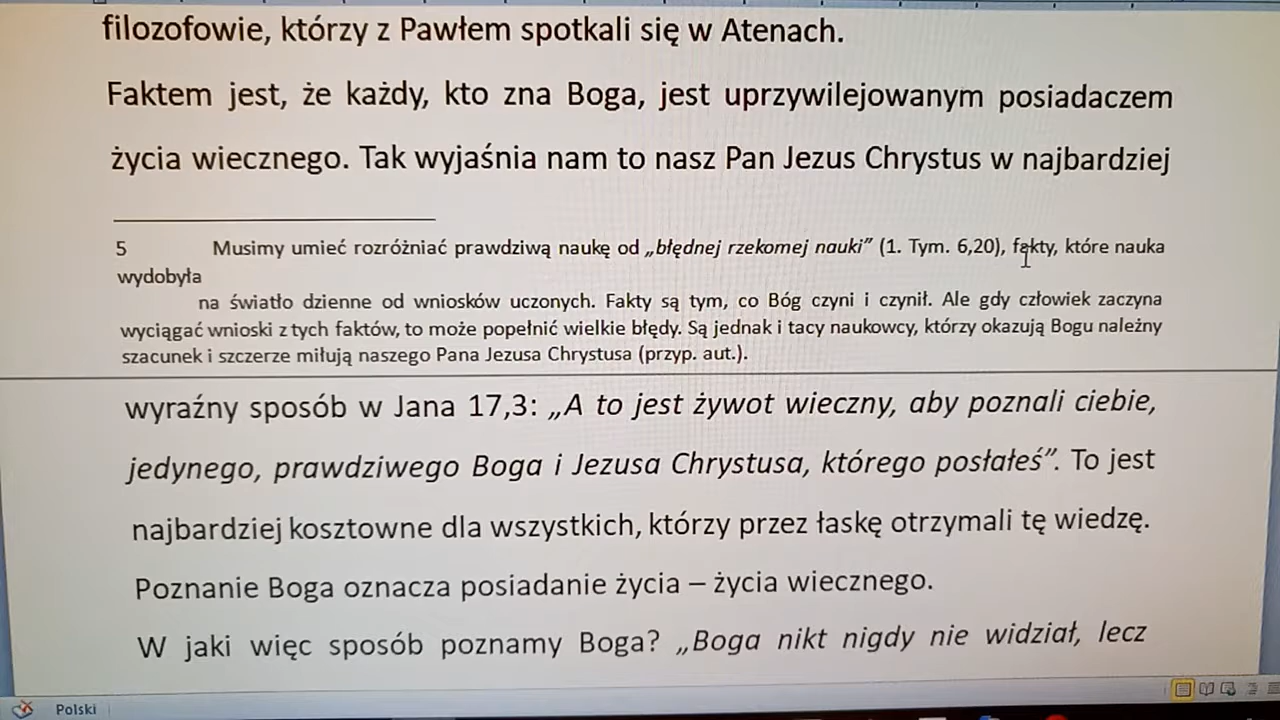 filozofowie, którzy z Pawłem spotkali się w Atenach.
Faktem jest, że każdy, kto zna Boga, jest uprzywilejowanym posiadaczem
życia wiecznego. Tak wyjaśnia nam to nasz Pan Jezus Chrystus w najbardziej
5 Musimy umieć rozróżniać prawdziwą naukę od „błędnej rzekomej nauki” (1. Tym. 6,20), fakty, które nauka
wydobyła
na światło dzienne od wniosków uczonych. Fakty są tym, co Bóg czyni i czynił. Ale gdy człowiek zaczyna
wyciągać wnioski z tych faktów, to może popełnić wielkie błędy. Są jednak i tacy naukowcy, którzy okazują Bogu należny
szacunek i szczerze miłują naszego Pana Jezusa Chrystusa (przyp. aut.).
wyraźny sposób w Jana 17,3: „A to jest żywot wieczny, aby poznali ciebie,
jedynego, prawdziwego Boga i Jezusa Chrystusa, którego posłałeś”. To jest
najbardziej kosztowne dla wszystkich, którzy przez łaskę otrzymali tę wiedzę.
Poznanie Boga oznacza posiadanie życia – życia wiecznego.
W jaki więc sposób poznamy Boga? „Boga nikt nigdy nie widział, lecz
Polski